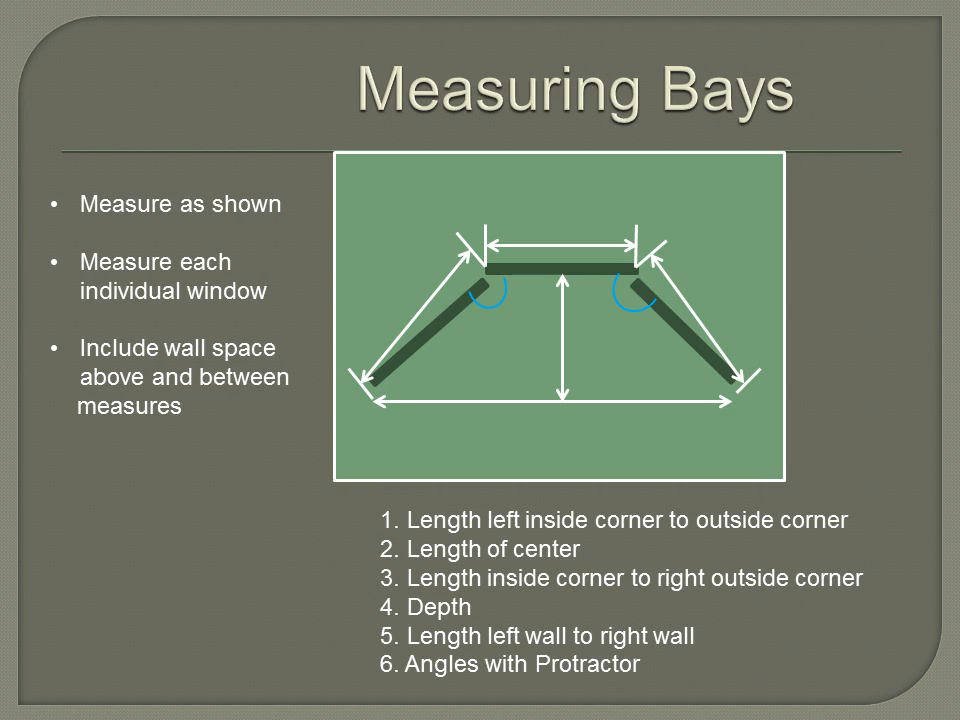 Measuring Bays
• Measure as shown
• Measure each
individual window
• Include wall space
above and between
measures
1. Length left inside corner to outside corner
2. Length of center
3. Length inside corner to right outside corner
4. Depth
5. Length left wall to right wall
6. Angles with Protractor